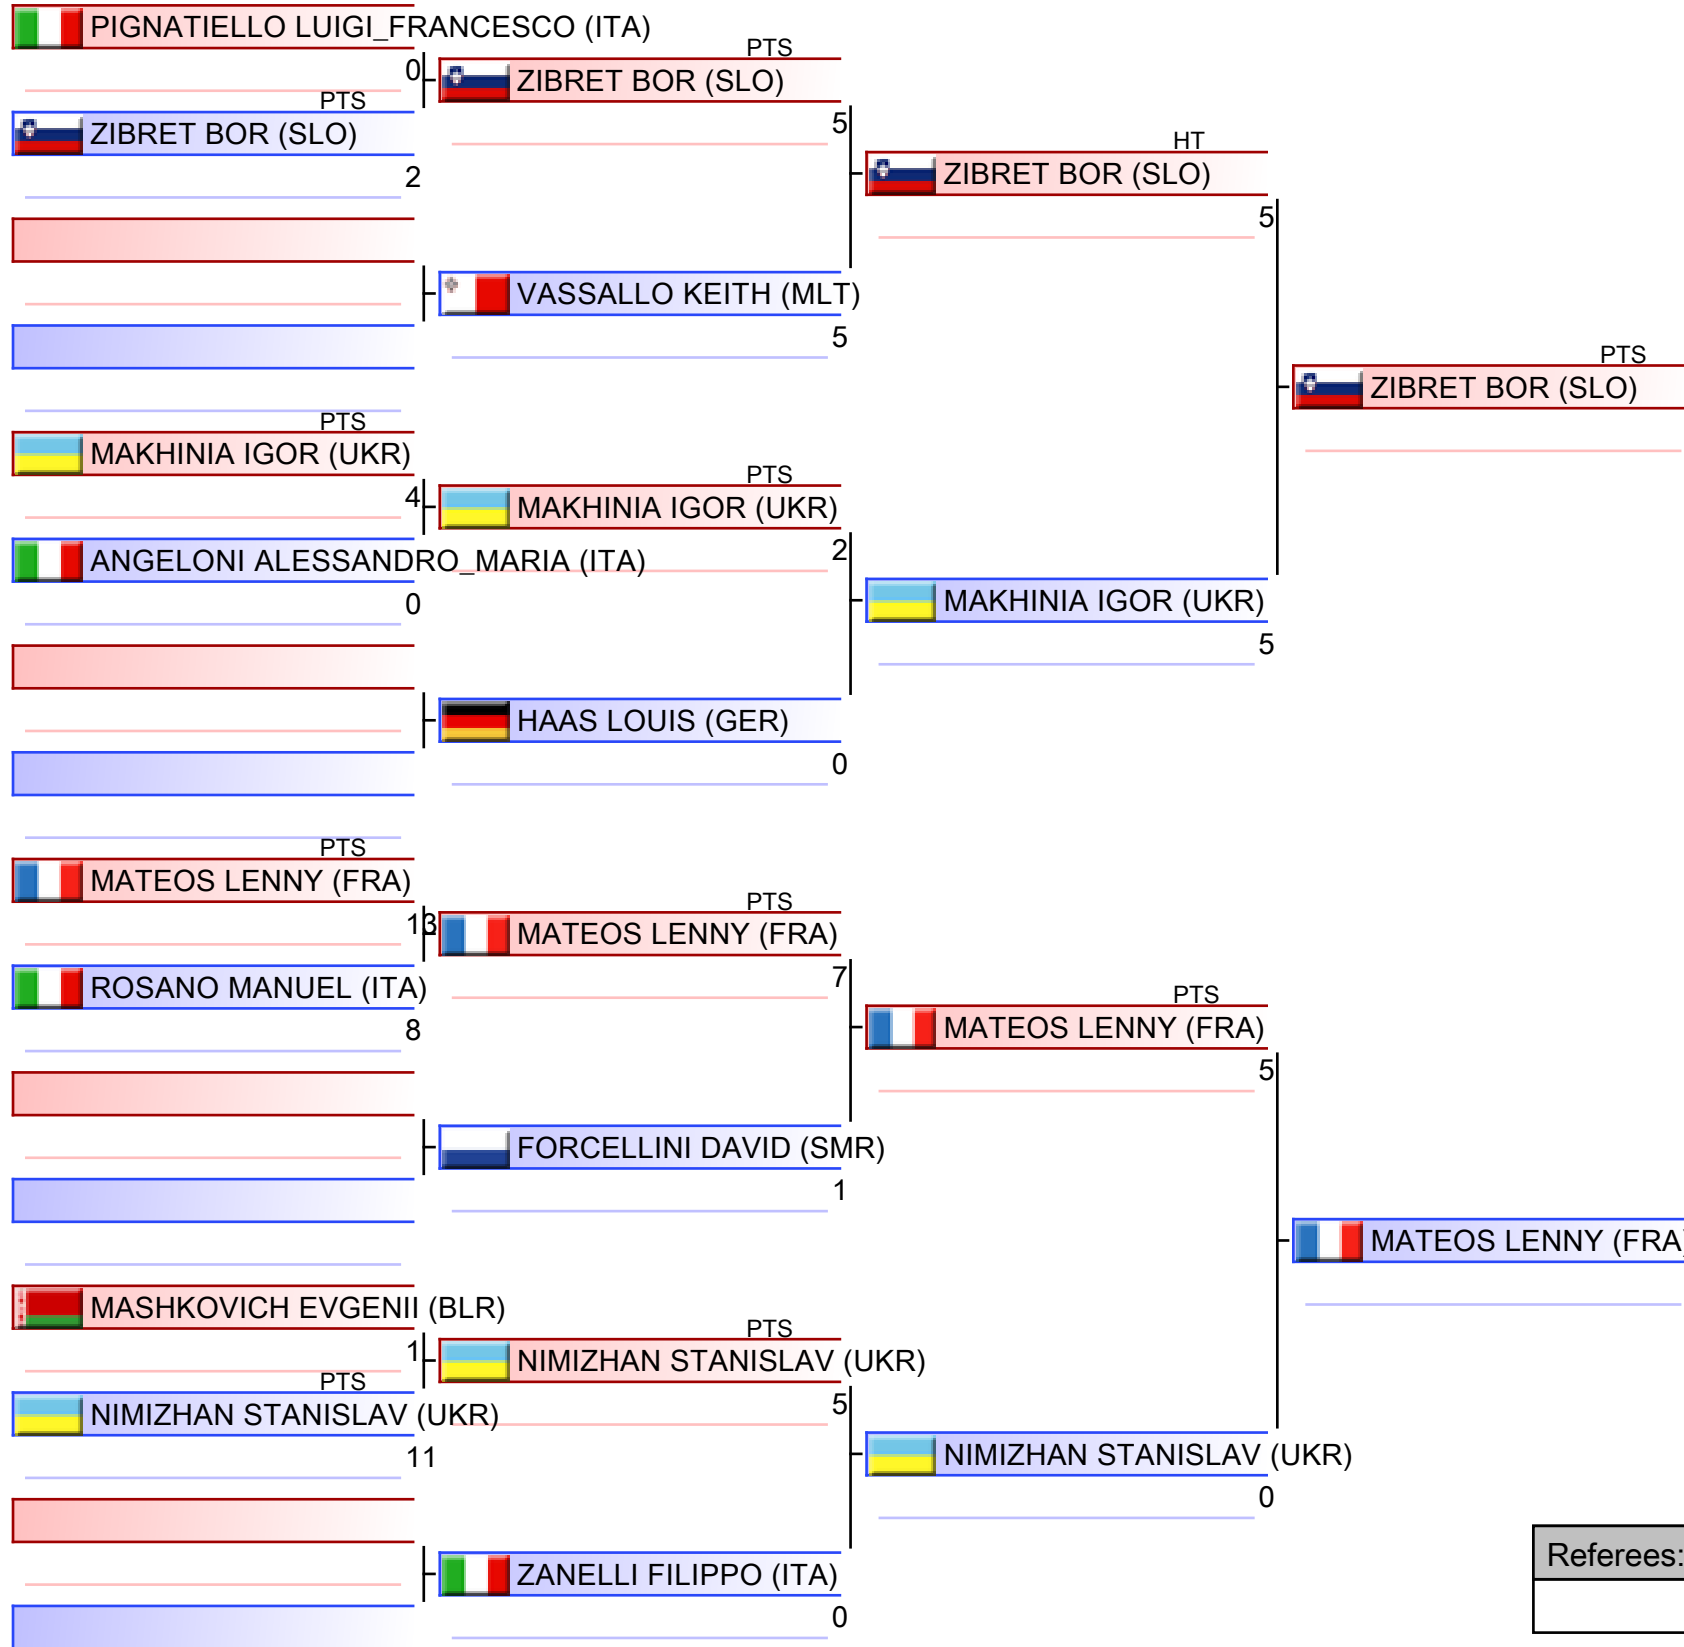 PIGNATIELLO LUIGI_FRANCESCO (ITA)
0
PTS
ZIBRET BOR (SLO)
2
PTS
MAKHINIA IGOR (UKR)
4
ANGELONI ALESSANDRO_MARIA (ITA)
0
PTS
MATEOS LENNY (FRA)
13
ROSANO MANUEL (ITA)
8
MASHKOVICH EVGENII (BLR)
1
PTS
NIMIZHAN STANISLAV (UKR)
11
PTS
ZIBRET BOR (SLO)
5
VASSALLO KEITH (MLT)
5
PTS
MAKHINIA IGOR (UKR)
2
HAAS LOUIS (GER)
0
PTS
MATEOS LENNY (FRA)
7
FORCELLINI DAVID (SMR)
1
PTS
NIMIZHAN STANISLAV (UKR)
5
ZANELLI FILIPPO (ITA)
0
HT
ZIBRET BOR (SLO)
5
MAKHINIA IGOR (UKR)
5
PTS
MATEOS LENNY (FRA)
5
NIMIZHAN STANISLAV (UKR)
0
PTS
ZIBRET BOR (SLO)
MATEOS LENNY (FRA)
Referees: